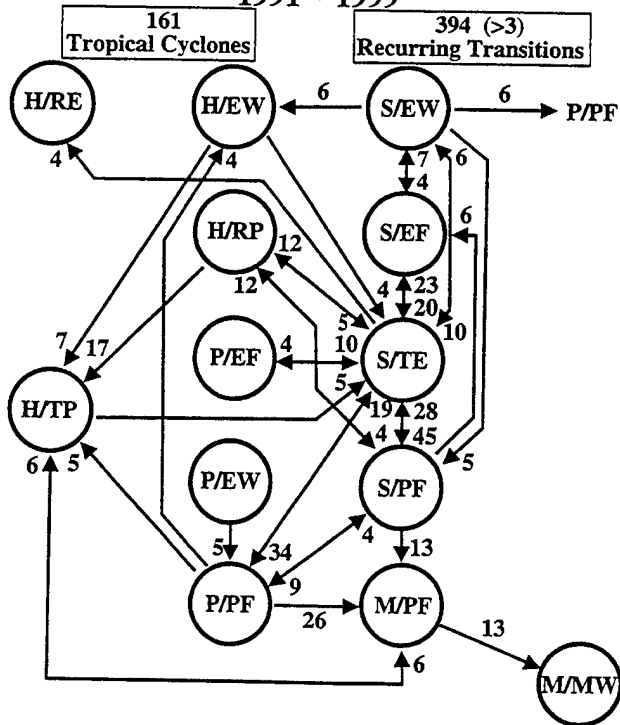 161
Tropical Cyclones
394 (>3)
Recurring Transitions
H/RE
H/EW
6
S/EW
6
P/PF
4
4
7
6
4
H/RP
12
S/EF
6
12
4
23
20
5
10
7
17
P/EF
4
10
S/TE
5
H/TP
19
28
4
45
6
5
P/EW
S/PF
5
4
5
34
13
9
P/PF
26
M/PF
13
6
M/MW